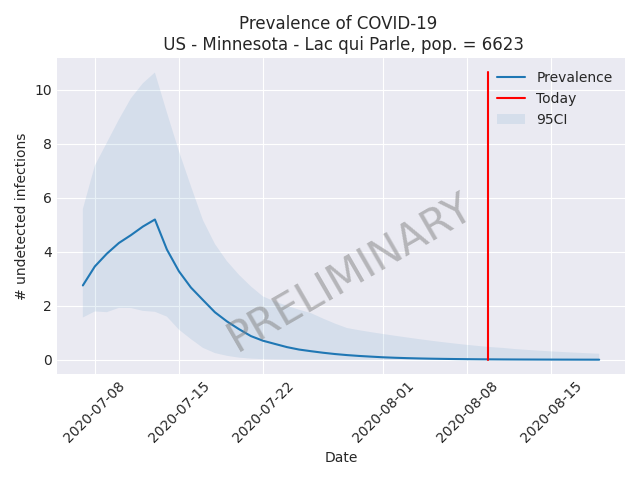 Prevalence of COVID-19
US - Minnesota - Lac qui Parle, pop. = 6623
Prevalence
Today
95CI
# undetected infections
10
8
6
4
2
0
PRELIMINARY
2020-07-08
2020-07-15
2020-07-22
2020-08-01
2020-08-08
2020-08-15
Date